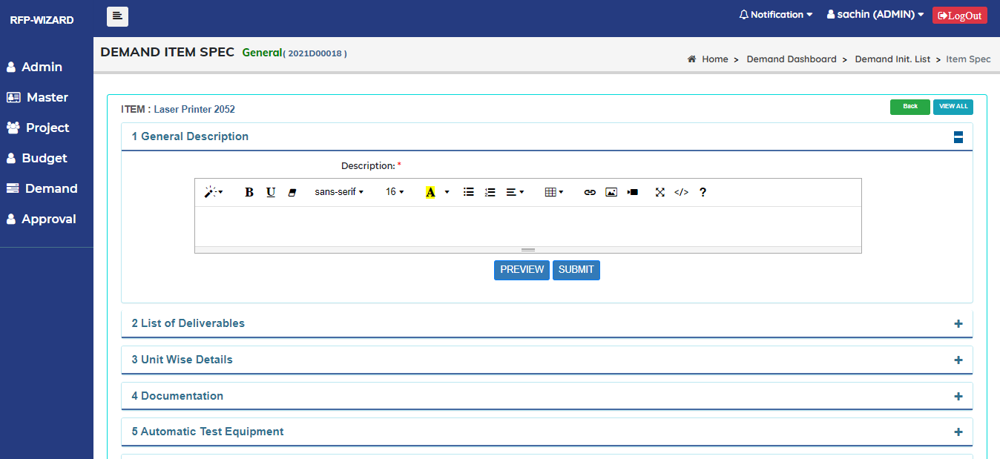 RFP-WIZARD
Notification
sachin (ADMIN)
LogOut
DEMAND ITEM SPEC General( 2021D00018 )
Home > Demand Dashboard > Demand Init. List > Item Spec
Admin
Master
Project
Budget
Demand
Approval
ITEM : Laser Printer 2052
Back
VIEW ALL
1 General Description
Description: *
B U sans-serif 16 A </> ?
PREVIEW SUBMIT
2 List of Deliverables +
3 Unit Wise Details +
4 Documentation +
5 Automatic Test Equipment +